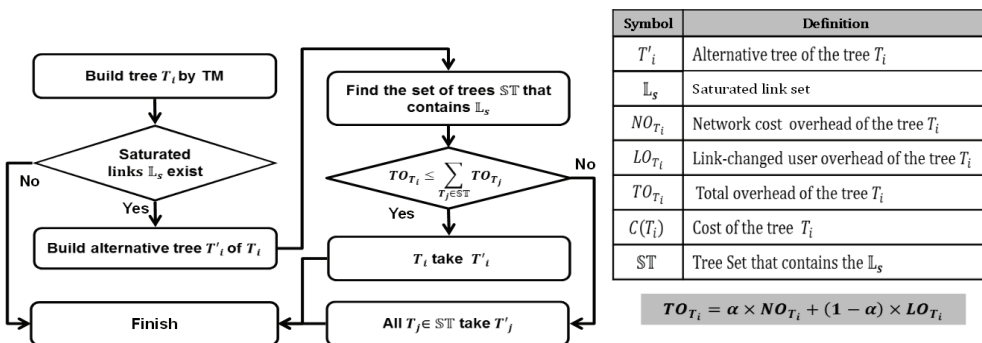 Build tree T_i by TM
Saturated
links 𝕃_s exist
No
Yes
Build alternative tree T'_i of T_i
Finish
Find the set of trees 𝕊𝕋 that
contains 𝕃_s
TO_{T_i} ≤ ∑_{T_j∈𝕊𝕋} TO_{T_j}
No
Yes
T_i take T'_i
All T_j ∈ 𝕊𝕋 take T'_j
Symbol Definition
T'_i Alternative tree of the tree T_i
𝕃_s Saturated link set
NO_{T_i} Network cost overhead of the tree T_i
LO_{T_i} Link-changed user overhead of the tree T_i
TO_{T_i} Total overhead of the tree T_i
C(T_i) Cost of the tree T_i
𝕊𝕋 Tree Set that contains the 𝕃_s
TO_{T_i} = α × NO_{T_i} + (1 − α) × LO_{T_i}